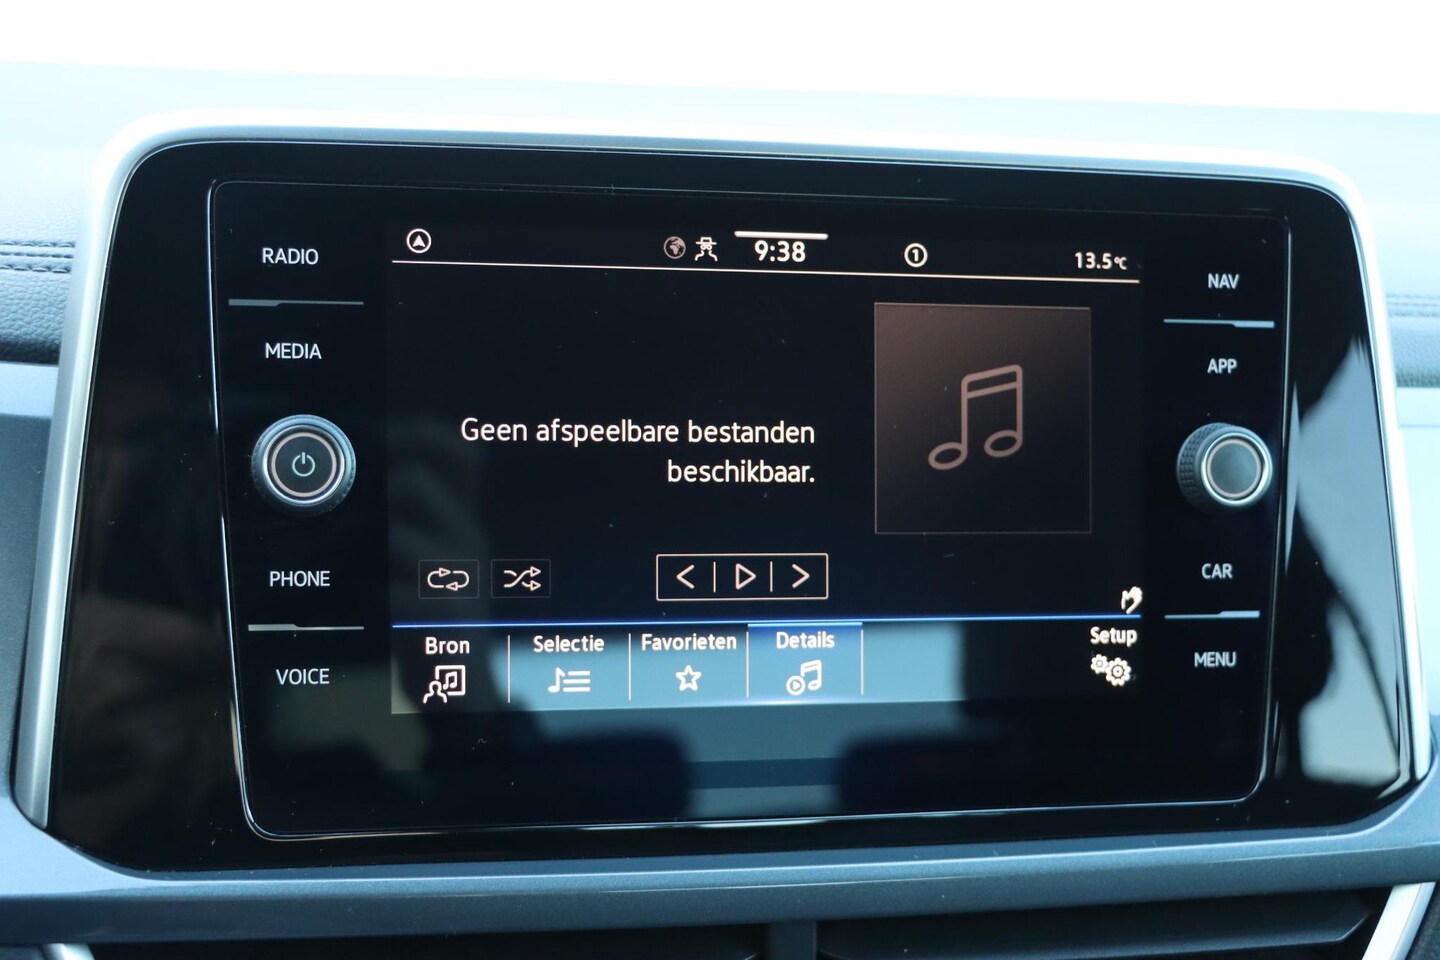 RADIO
MEDIA
PHONE
VOICE
9:38
1
13.5°C
Geen afspeelbare bestanden
beschikbaar.
Bron
Selectie
Favorieten
Details
Setup
NAV
APP
CAR
MENU